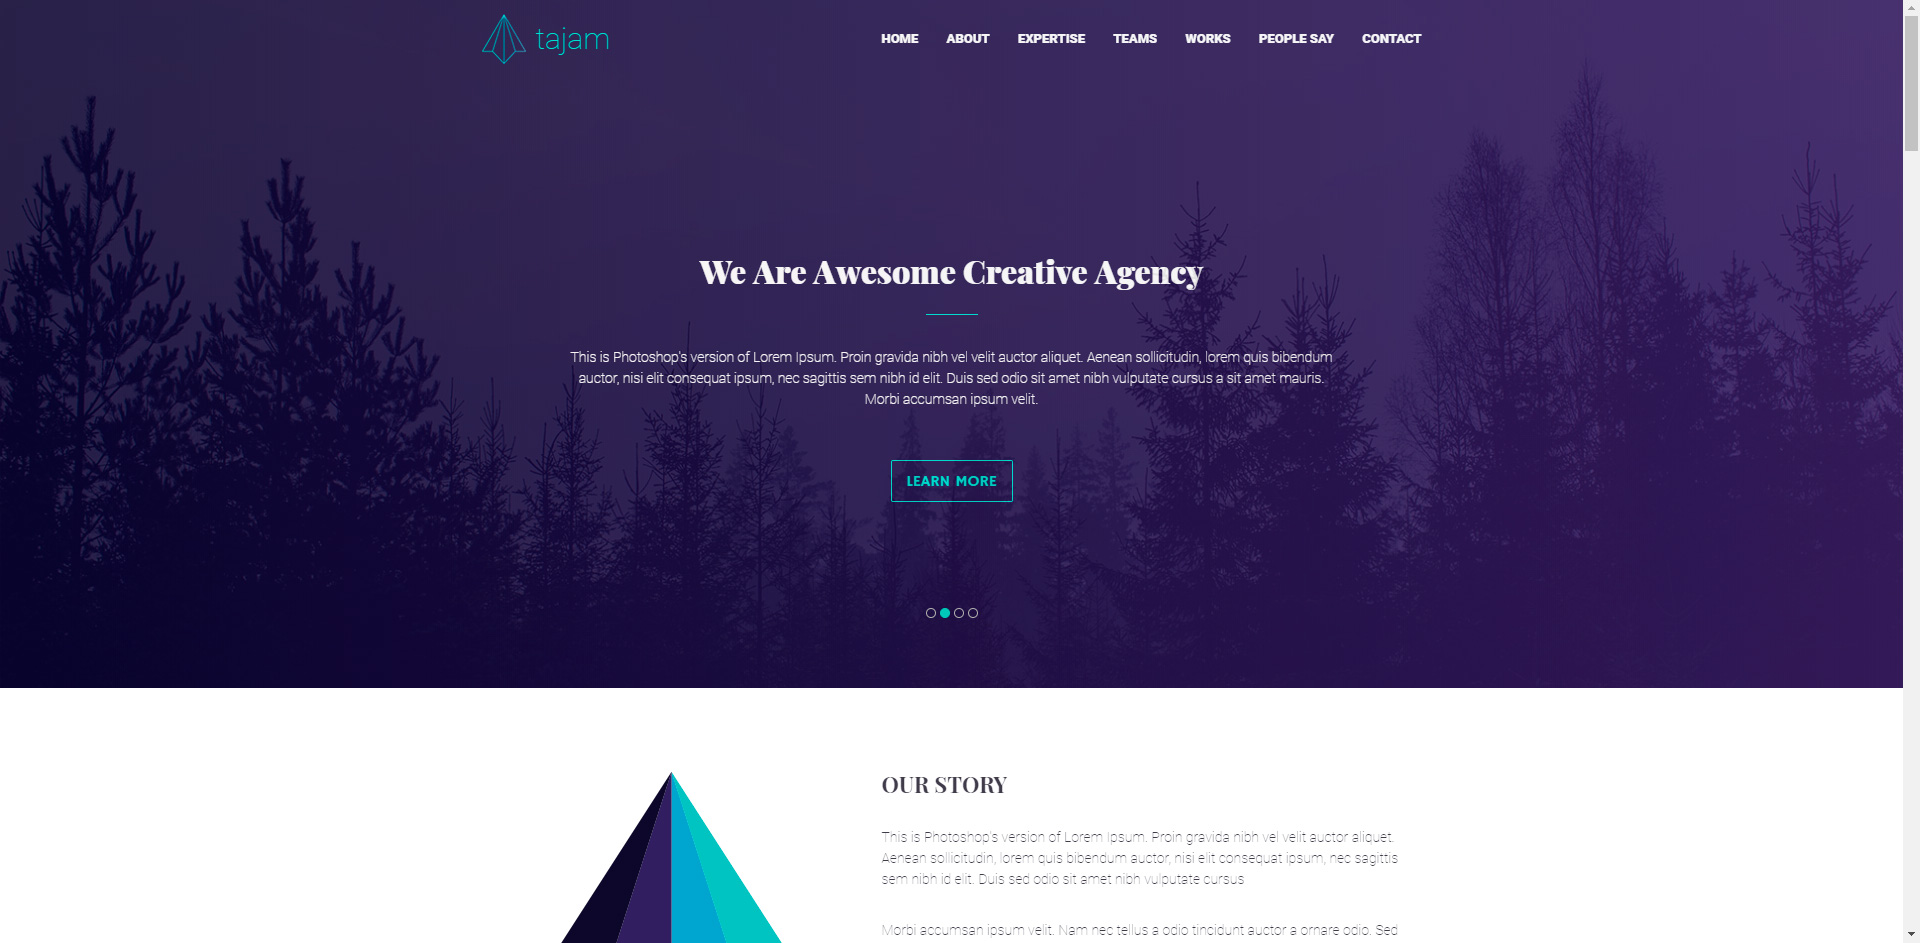 tajam
HOME ABOUT EXPERTISE TEAMS WORKS PEOPLE SAY CONTACT
We Are Awesome Creative Agency
This is Photoshop's version of Lorem Ipsum. Proin gravida nibh vel velit auctor aliquet. Aenean sollicitudin, lorem quis bibendum
auctor, nisi elit consequat ipsum, nec sagittis sem nibh id elit. Duis sed odio sit amet nibh vulputate cursus a sit amet mauris.
Morbi accumsan ipsum velit.
LEARN MORE
OUR STORY
This is Photoshop's version of Lorem Ipsum. Proin gravida nibh vel velit auctor aliquet.
Aenean sollicitudin, lorem quis bibendum auctor, nisi elit consequat ipsum, nec sagittis
sem nibh id elit. Duis sed odio sit amet nibh vulputate cursus
Morbi accumsan ipsum velit. Nam nec tellus a odio tincidunt auctor a ornare odio. Sed